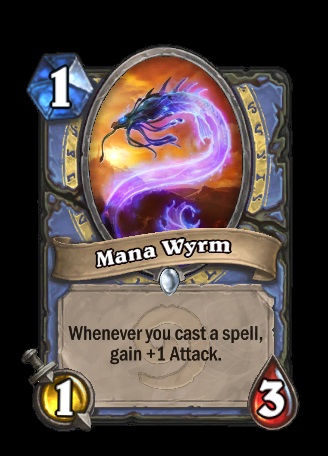 1
Mana Wyrm
Whenever you cast a spell,
gain +1 Attack.
1
3